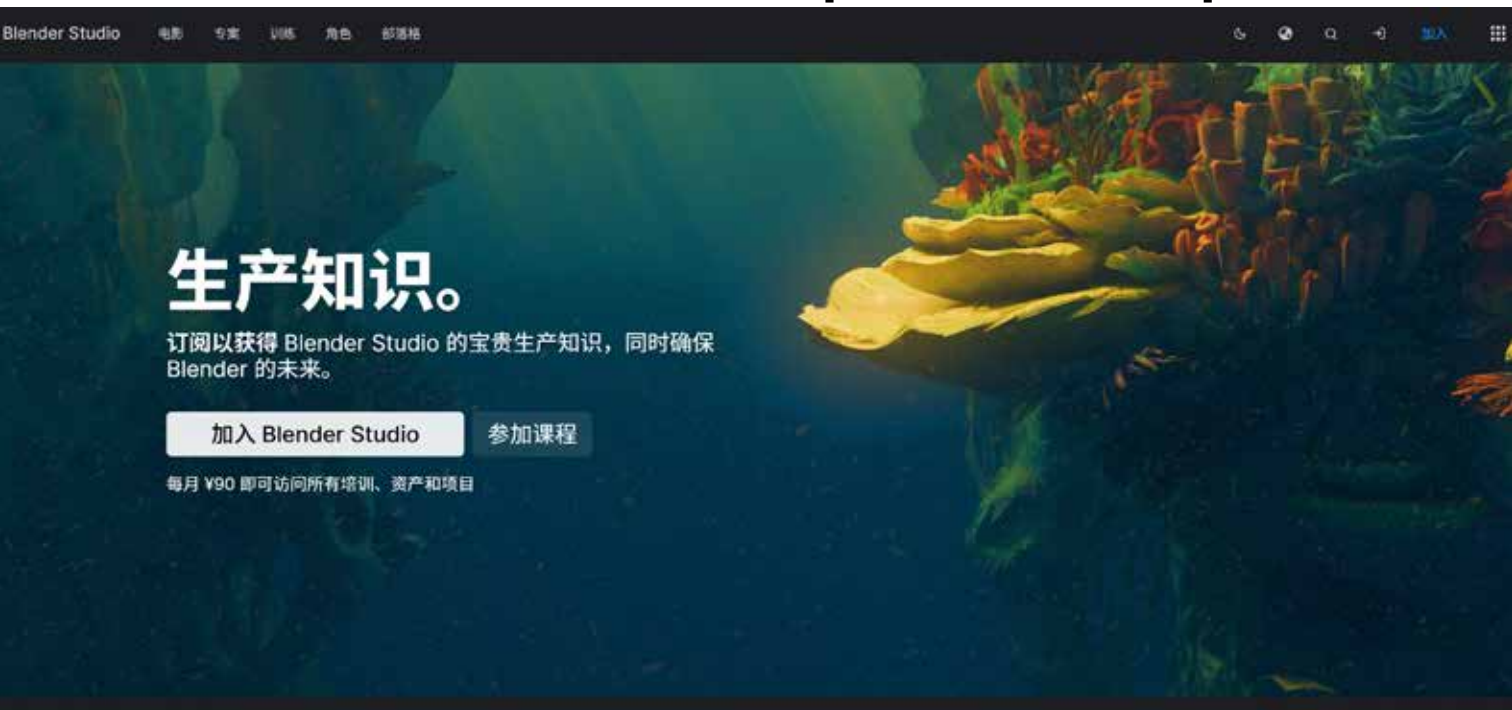 Blender Studio
电影
专案
训练
角色
部落格
加入
生产知识。
订阅以获得 Blender Studio 的宝贵生产知识，同时确保
Blender 的未来。
加入 Blender Studio
参加课程
每月 ¥90 即可访问所有培训、资产和项目